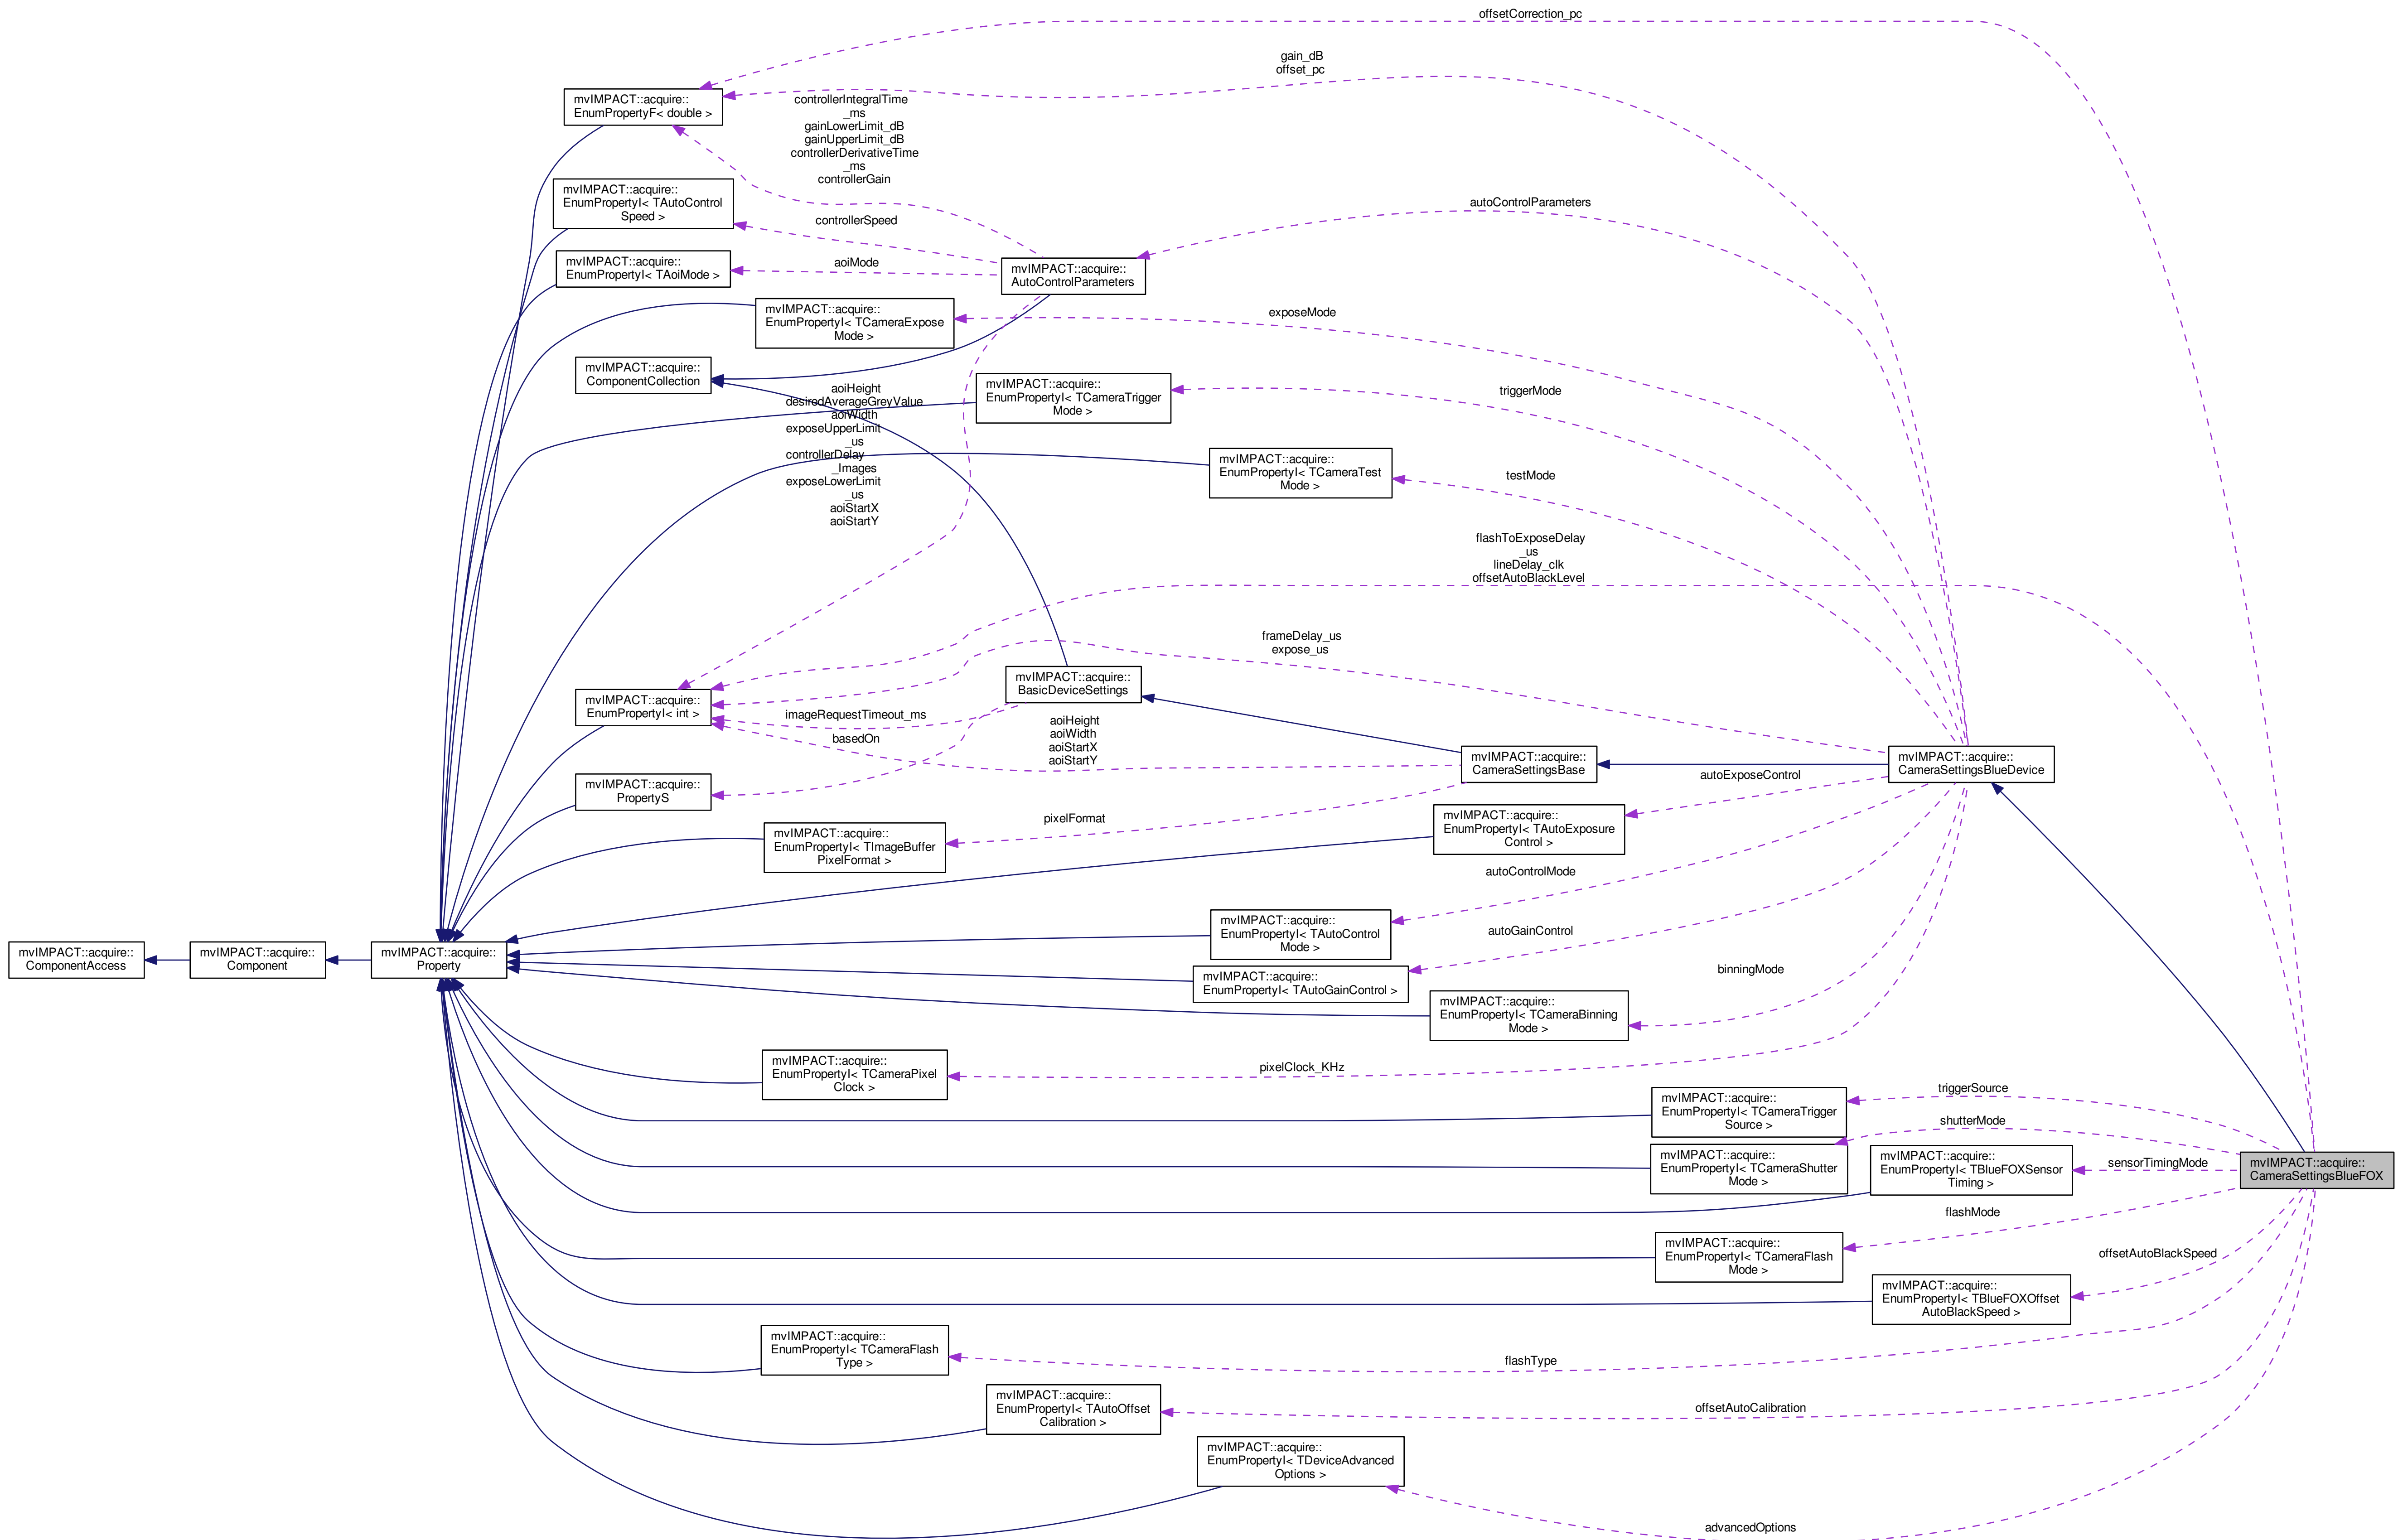 offsetCorrection_pc
gain_dB
offset_pc
mvIMPACT::acquire::
EnumPropertyF< double >
controllerIntegralTime
_ms
gainLowerLimit_dB
gainUpperLimit_dB
controllerDerivativeTime
_ms
controllerGain
mvIMPACT::acquire::
EnumPropertyI< TAutoControl
Speed >
controllerSpeed
autoControlParameters
mvIMPACT::acquire::
EnumPropertyI< TAoiMode >
aoiMode
mvIMPACT::acquire::
AutoControlParameters
mvIMPACT::acquire::
EnumPropertyI< TCameraExpose
Mode >
exposeMode
mvIMPACT::acquire::
ComponentCollection
mvIMPACT::acquire::
EnumPropertyI< TCameraTrigger
Mode >
triggerMode
aoiHeight
desiredAverageGreyValue
aoiWidth
exposeUpperLimit
_us
controllerDelay
_Images
exposeLowerLimit
_us
aoiStartX
aoiStartY
mvIMPACT::acquire::
EnumPropertyI< TCameraTest
Mode >
testMode
flashToExposeDelay
_us
lineDelay_clk
offsetAutoBlackLevel
frameDelay_us
expose_us
mvIMPACT::acquire::
BasicDeviceSettings
mvIMPACT::acquire::
EnumPropertyI< int >
imageRequestTimeout_ms
basedOn
aoiHeight
aoiWidth
aoiStartX
aoiStartY
mvIMPACT::acquire::
CameraSettingsBase
mvIMPACT::acquire::
CameraSettingsBlueDevice
mvIMPACT::acquire::
PropertyS
autoExposeControl
pixelFormat
mvIMPACT::acquire::
EnumPropertyI< TImageBuffer
PixelFormat >
mvIMPACT::acquire::
EnumPropertyI< TAutoExposure
Control >
autoControlMode
mvIMPACT::acquire::
EnumPropertyI< TAutoControl
Mode >
autoGainControl
mvIMPACT::acquire::
ComponentAccess
mvIMPACT::acquire::
Component
mvIMPACT::acquire::
Property
mvIMPACT::acquire::
EnumPropertyI< TAutoGainControl >
binningMode
mvIMPACT::acquire::
EnumPropertyI< TCameraBinning
Mode >
mvIMPACT::acquire::
EnumPropertyI< TCameraPixel
Clock >
pixelClock_KHz
mvIMPACT::acquire::
EnumPropertyI< TCameraTrigger
Source >
triggerSource
shutterMode
mvIMPACT::acquire::
EnumPropertyI< TCameraShutter
Mode >
mvIMPACT::acquire::
EnumPropertyI< TBlueFOXSensor
Timing >
sensorTimingMode
mvIMPACT::acquire::
CameraSettingsBlueFOX
flashMode
mvIMPACT::acquire::
EnumPropertyI< TCameraFlash
Mode >
offsetAutoBlackSpeed
mvIMPACT::acquire::
EnumPropertyI< TBlueFOXOffset
AutoBlackSpeed >
mvIMPACT::acquire::
EnumPropertyI< TCameraFlash
Type >
flashType
mvIMPACT::acquire::
EnumPropertyI< TAutoOffset
Calibration >
offsetAutoCalibration
mvIMPACT::acquire::
EnumPropertyI< TDeviceAdvanced
Options >
advancedOptions